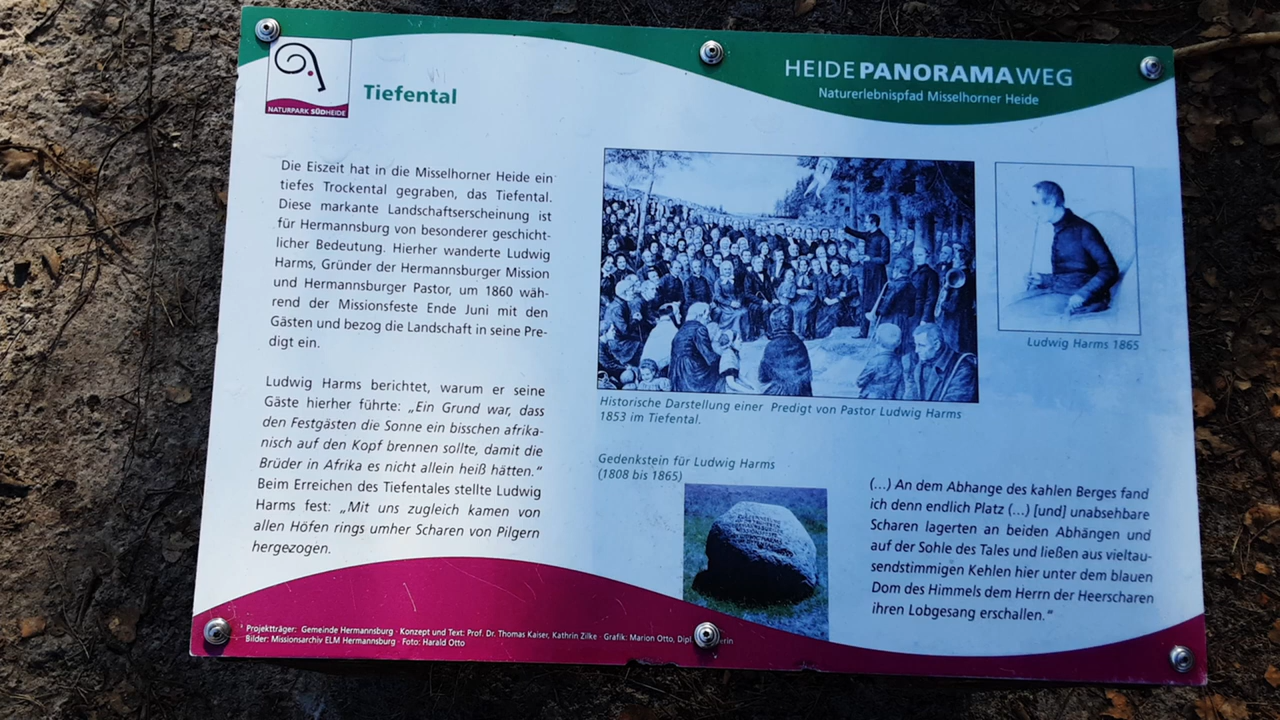 HEIDEPANORAMAWEG
Naturerlebnispfad Misselhorner Heide
NATURPARK SÜDHEIDE
Tiefental
Die Eiszeit hat in die Misselhorner Heide ein
tiefes Trockental gegraben, das Tiefental.
Diese markante Landschaftserscheinung ist
für Hermannsburg von besonderer geschicht-
licher Bedeutung. Hierher wanderte Ludwig
Harms, Gründer der Hermannsburger Mission
und Hermannsburger Pastor, um 1860 wäh-
rend der Missionsfeste Ende Juni mit den
Gästen und bezog die Landschaft in seine Pre-
digt ein.
Ludwig Harms berichtet, warum er seine
Gäste hierher führte: „Ein Grund war, dass
den Festgästen die Sonne ein bisschen afrika-
nisch auf den Kopf brennen sollte, damit die
Brüder in Afrika es nicht allein heiß hätten.“
Beim Erreichen des Tiefentales stellte Ludwig
Harms fest: „Mit uns zugleich kamen von
allen Höfen rings umher Scharen von Pilgern
hergezogen.
Historische Darstellung einer Predigt von Pastor Ludwig Harms
1853 im Tiefental.
Ludwig Harms 1865
Gedenkstein für Ludwig Harms
(1808 bis 1865)
(...) An dem Abhange des kahlen Berges fand
ich denn endlich Platz (...) [und] unabsehbare
Scharen lagerten an beiden Abhängen und
auf der Sohle des Tales und ließen aus vieltau-
sendstimmigen Kehlen hier unter dem blauen
Dom des Himmels dem Herrn der Heerscharen
ihren Lobgesang erschallen.“
Projektträger: Gemeinde Hermannsburg · Konzept und Text: Prof. Dr. Thomas Kaiser, Kathrin Zilke · Grafik: Marion Otto, Dipl
Bilder: Missionsarchiv ELM Hermannsburg · Foto: Harald Otto